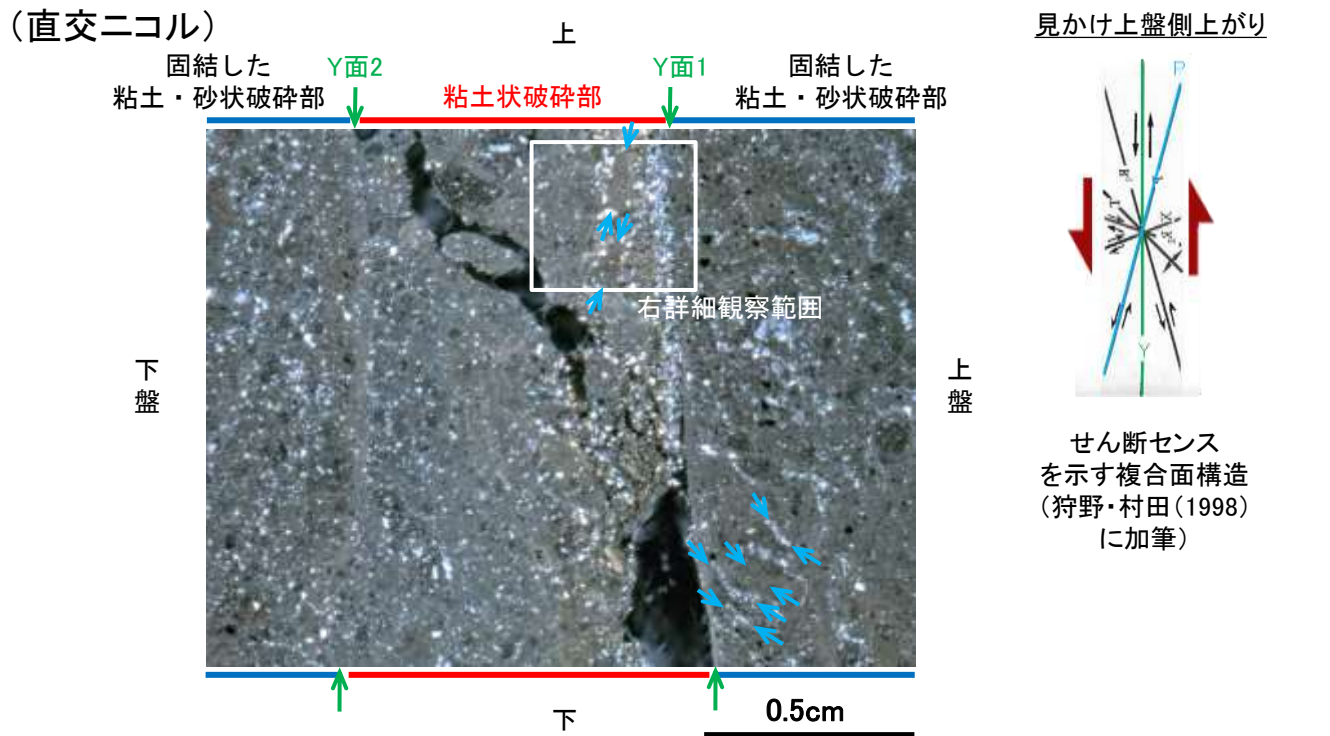 （直交ニコル）
上
見かけ上盤側上がり
固結した
粘土・砂状破砕部
Y面2
粘土状破砕部
Y面1
固結した
粘土・砂状破砕部
右詳細観察範囲
下
盤
上
盤
R
Y
せん断センス
を示す複合面構造
（狩野・村田（1998）
に加筆）
下
0.5cm